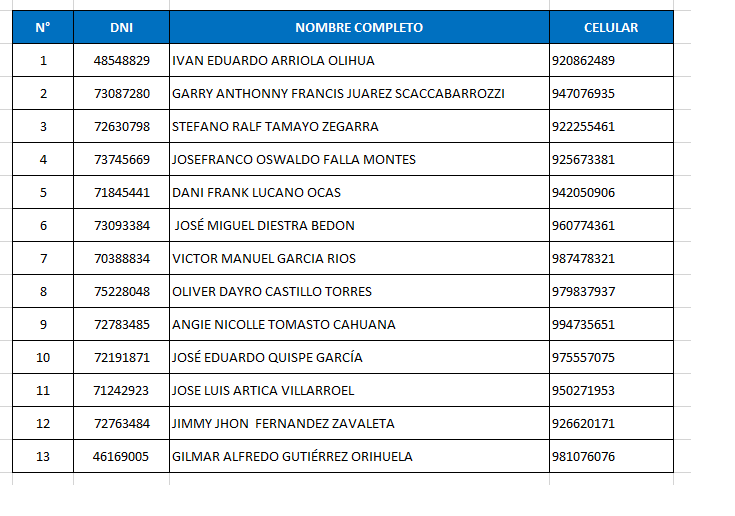 N° DNI NOMBRE COMPLETO CELULAR
1 48548829 IVAN EDUARDO ARRIOLA OLIHUA 920862489
2 73087280 GARRY ANTHONNY FRANCIS JUAREZ SCACCABARROZZI 947076935
3 72630798 STEFANO RALF TAMAYO ZEGARRA 922255461
4 73745669 JOSEFRANCO OSWALDO FALLA MONTES 925673381
5 71845441 DANI FRANK LUCANO OCAS 942050906
6 73093384 JOSÉ MIGUEL DIESTRA BEDON 960774361
7 70388834 VICTOR MANUEL GARCIA RIOS 987478321
8 75228048 OLIVER DAYRO CASTILLO TORRES 979837937
9 72783485 ANGIE NICOLLE TOMASTO CAHUANA 994735651
10 72191871 JOSÉ EDUARDO QUISPE GARCÍA 975557075
11 71242923 JOSE LUIS ARTICA VILLARROEL 950271953
12 72763484 JIMMY JHON  FERNANDEZ ZAVALETA 926620171
13 46169005 GILMAR ALFREDO GUTIÉRREZ ORIHUELA 981076076